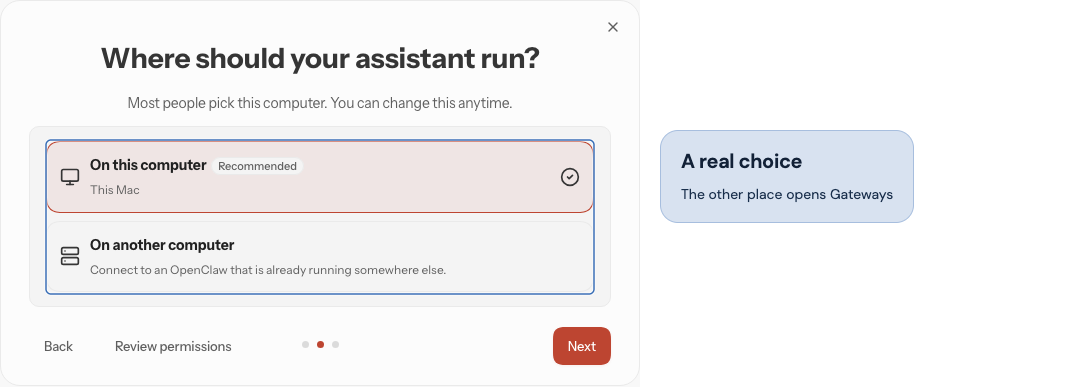 Where should your assistant run?
Most people pick this computer. You can change this anytime.
On this computer Recommended
This Mac
On another computer
Connect to an OpenClaw that is already running somewhere else.
Back Review permissions Next
A real choice
The other place opens Gateways